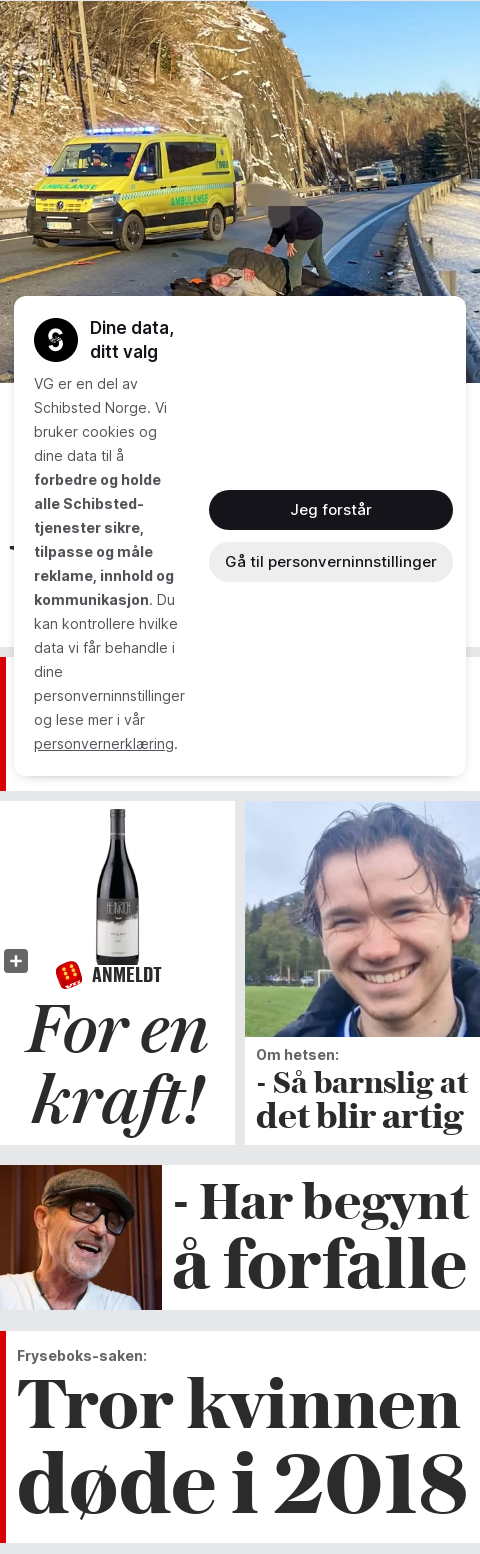 AMBULANSE
AMBULANSE
Dine data,
ditt valg
VG er en del av
Schibsted Norge. Vi
bruker cookies og
dine data til å
forbedre og holde
alle Schibsted-
tjenester sikre,
tilpasse og måle
reklame, innhold og
kommunikasjon. Du
kan kontrollere hvilke
data vi får behandle i
dine
personverninnstillinger
og lese mer i vår
personvernerklæring.
Jeg forstår
Gå til personverninnstillinger
HEINRICH
VG
ANMELDT
For en
kraft!
Om hetsen:
- Så barnslig at
det blir artig
- Har begynt
å forfalle
Fryseboks-saken:
Tror kvinnen
døde i 2018